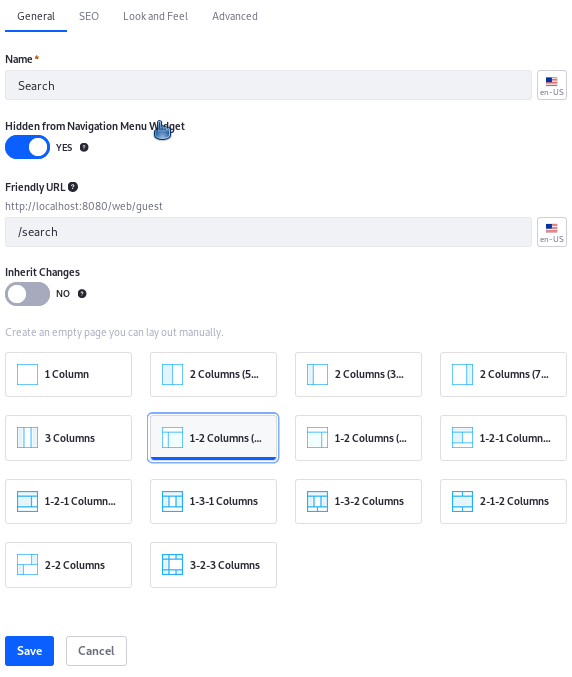 General SEO Look and Feel Advanced
Name *
Search
en-US
Hidden from Navigation Menu Widget
YES ?
Friendly URL ?
http://localhost:8080/web/guest
/search
en-US
Inherit Changes
NO ?
Create an empty page you can lay out manually.
1 Column 2 Columns (5... 2 Columns (3... 2 Columns (7...
3 Columns 1-2 Columns (... 1-2 Columns (... 1-2-1 Column...
1-2-1 Column... 1-3-1 Columns 1-3-2 Columns 2-1-2 Columns
2-2 Columns 3-2-3 Columns
Save Cancel